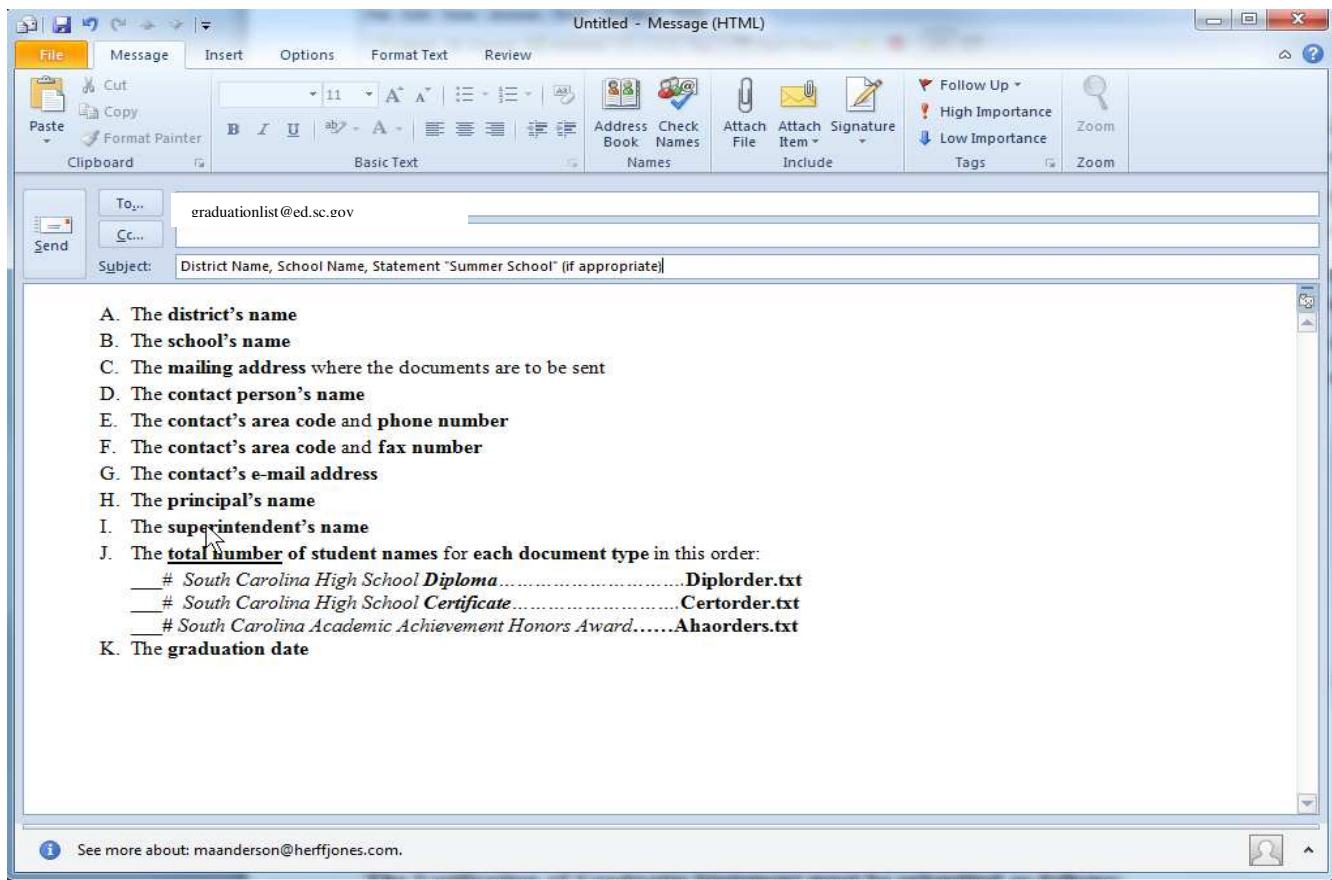 Untitled - Message (HTML)
File Message Insert Options Format Text Review
Paste
Cut
Copy
Format Painter
Clipboard
11
B I U
Basic Text
Address Book
Check Names
Names
Attach File
Attach Item
Signature
Include
Follow Up
High Importance
Low Importance
Tags
Zoom
Zoom
Send
To... graduationlist@ed.sc.gov
Cc...
Subject: District Name, School Name, Statement "Summer School" (if appropriate)
A. The district's name
B. The school's name
C. The mailing address where the documents are to be sent
D. The contact person's name
E. The contact's area code and phone number
F. The contact's area code and fax number
G. The contact's e-mail address
H. The principal's name
I. The superintendent's name
J. The total number of student names for each document type in this order:
___# South Carolina High School Diploma…………………………….Diplorder.txt
___# South Carolina High School Certificate……………………….Certorder.txt
___# South Carolina Academic Achievement Honors Award……Ahaorders.txt
K. The graduation date
See more about: maanderson@herffjones.com.